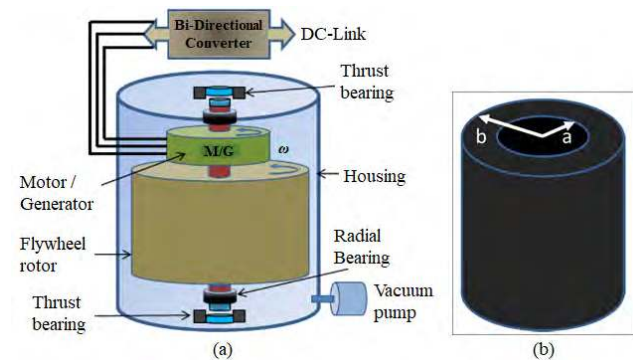 Bi-Directional
Converter
DC-Link
Thrust
bearing
M/G
ω
Motor /
Generator
Housing
Flywheel
rotor
Radial
Bearing
Thrust
bearing
Vacuum
pump
(a)
b
a
(b)